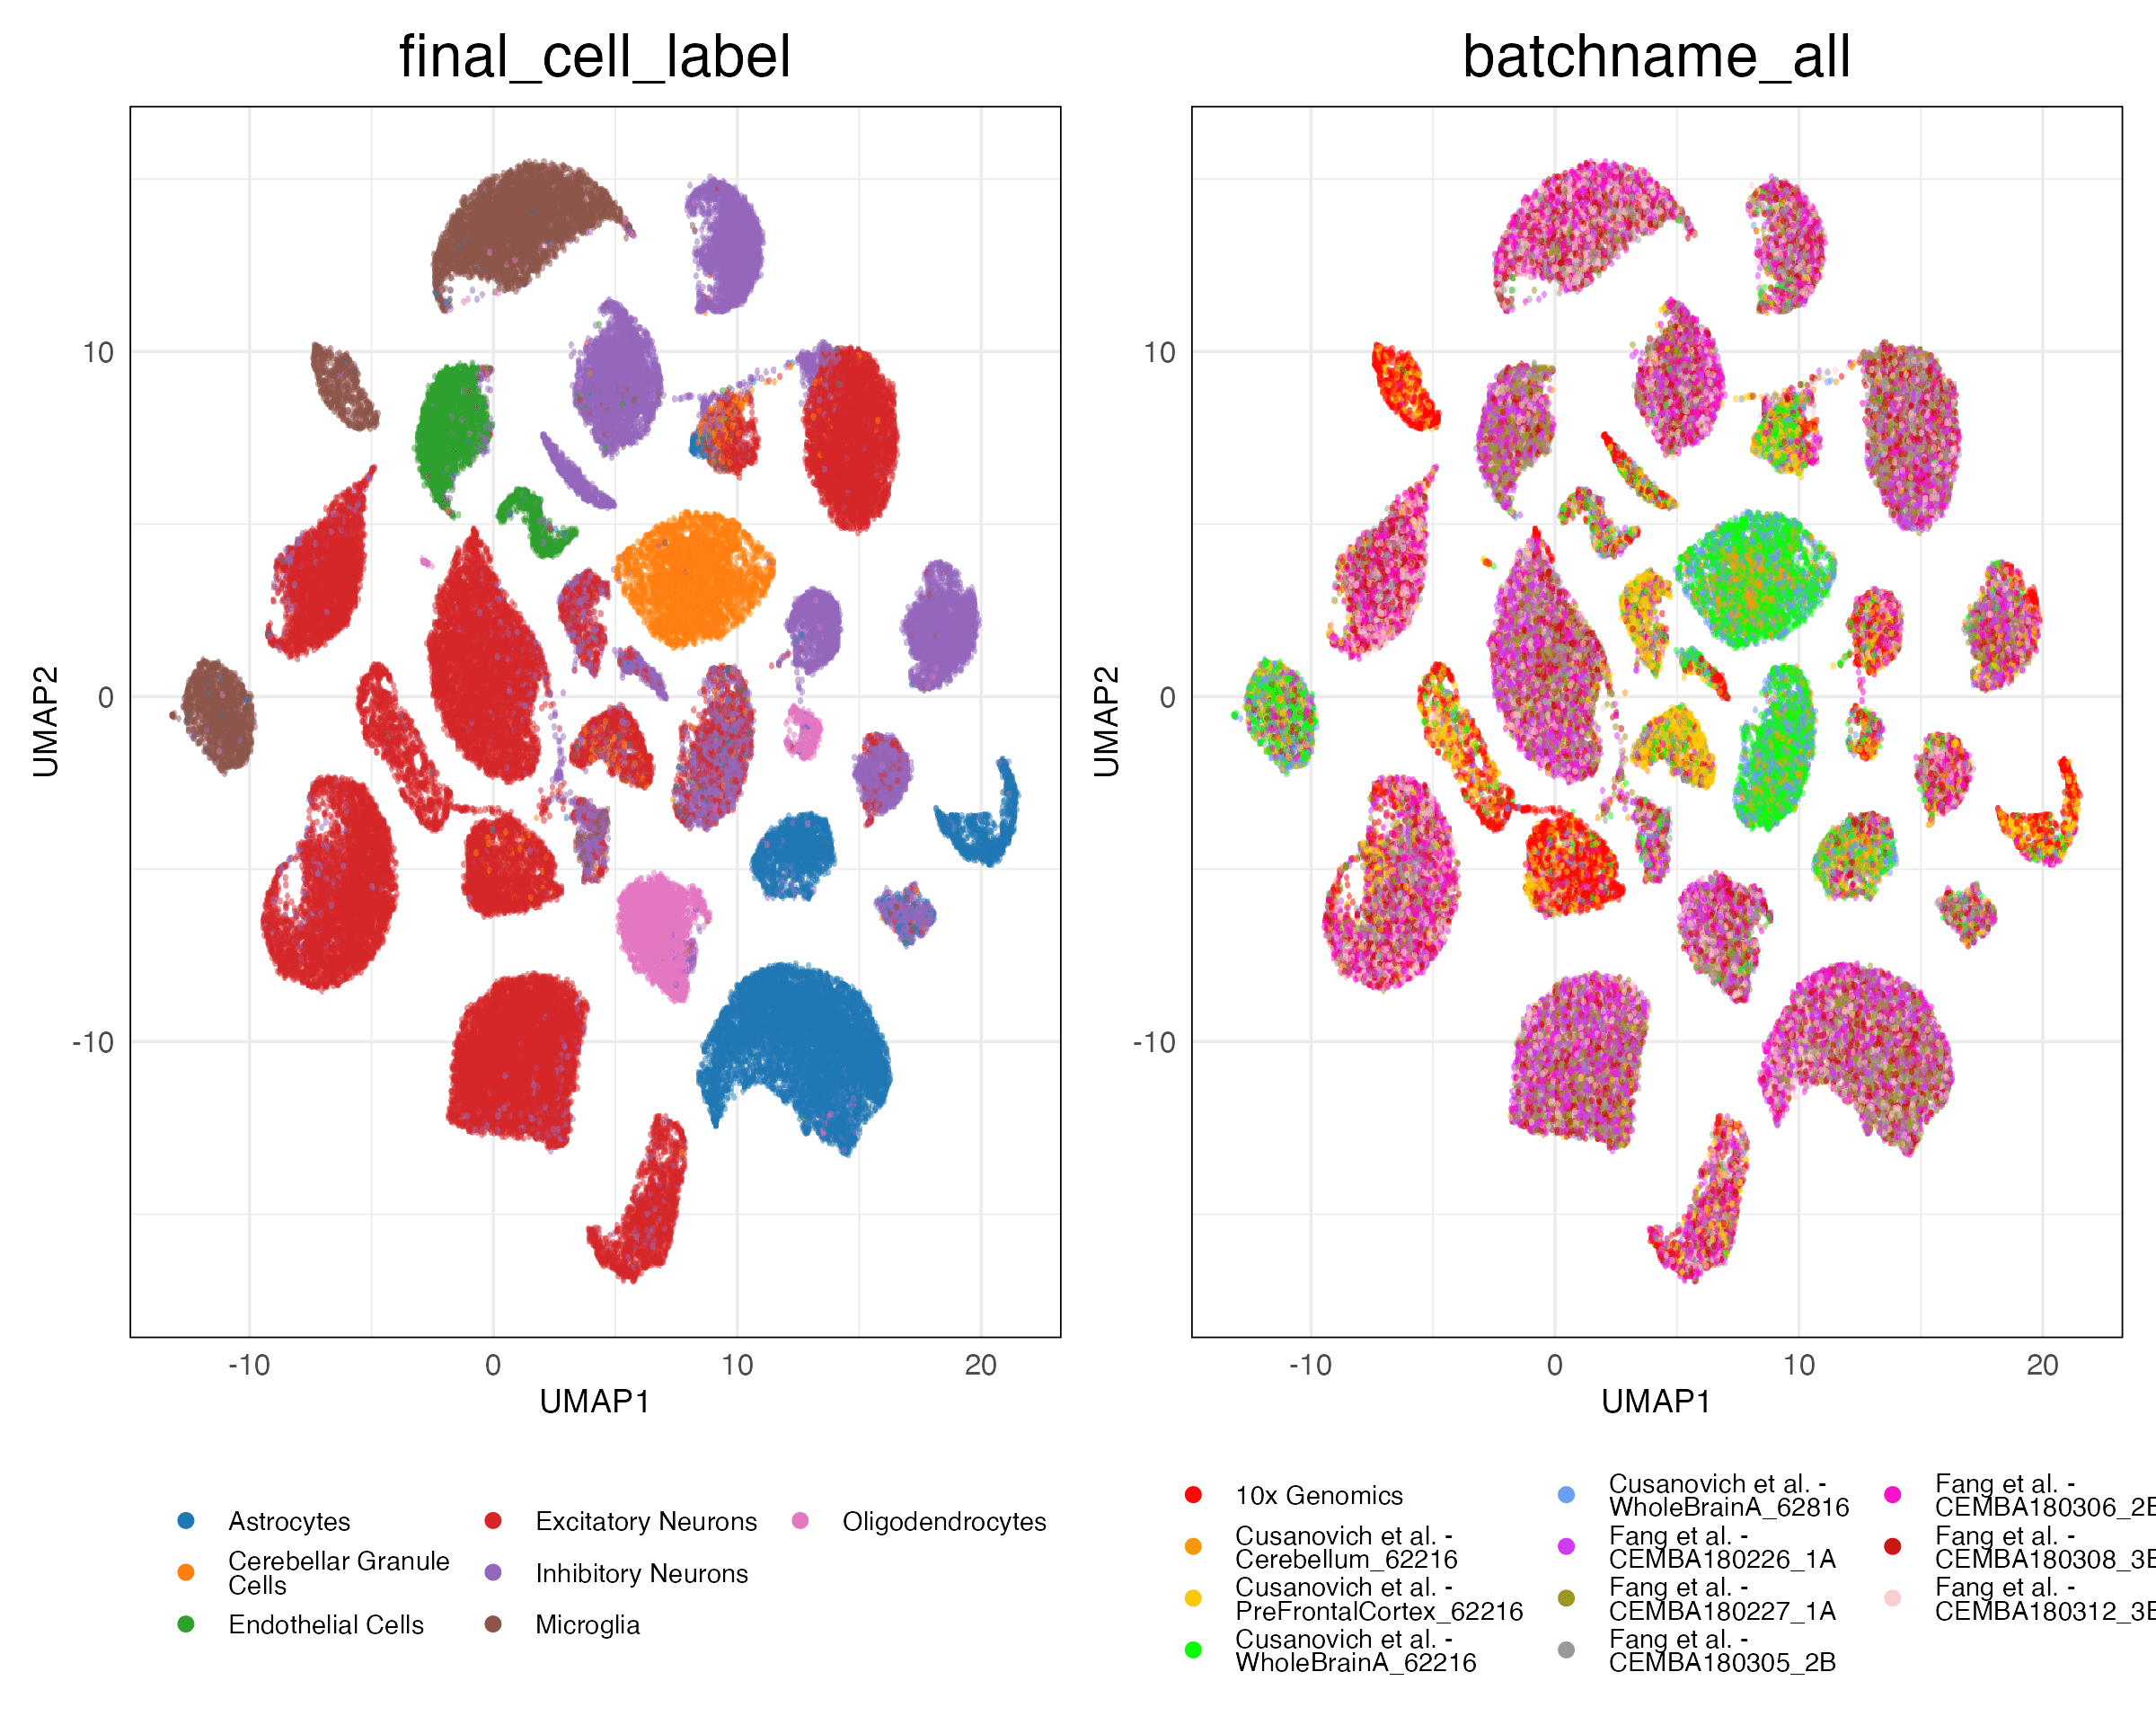 final_cell_label
batchname_all
UMAP2
10
0
-10
-10
0
10
20
UMAP1
UMAP2
10
0
-10
-10
0
10
20
UMAP1
Astrocytes
Cerebellar Granule
Cells
Endothelial Cells
Excitatory Neurons
Inhibitory Neurons
Microglia
Oligodendrocytes
10x Genomics
Cusanovich et al. -
Cerebellum_62216
Cusanovich et al. -
PreFrontalCortex_62216
Cusanovich et al. -
WholeBrainA_62216
Cusanovich et al. -
WholeBrainA_62816
Fang et al. -
CEMBA180226_1A
Fang et al. -
CEMBA180227_1A
Fang et al. -
CEMBA180305_2B
Fang et al. -
CEMBA180306_2B
Fang et al. -
CEMBA180308_3B
Fang et al. -
CEMBA180312_3B